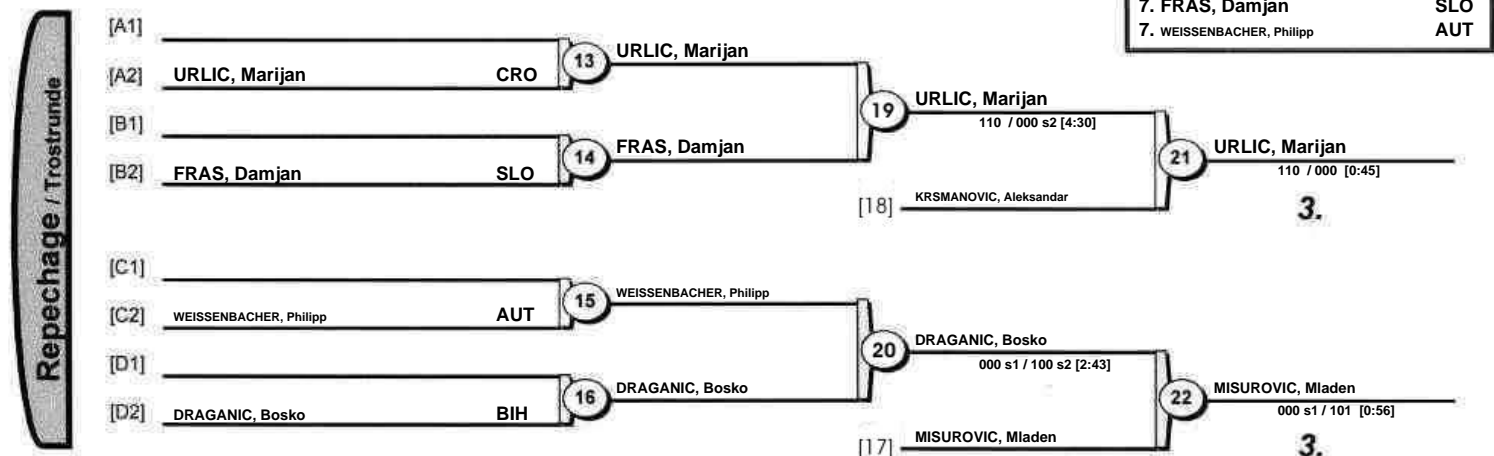 7. FRAS, Damjan SLO
7. WEISSENBACHER, Philipp AUT
Repechage / Trostrunde
[A1]
[A2] URLIC, Marijan CRO
13 URLIC, Marijan
[B1]
[B2] FRAS, Damjan SLO
14 FRAS, Damjan
19 URLIC, Marijan
110 / 000 s2 [4:30]
[18] KRSMANOVIC, Aleksandar
21 URLIC, Marijan
110 / 000 [0:45]
3.
[C1]
[C2] WEISSENBACHER, Philipp AUT
15 WEISSENBACHER, Philipp
[D1]
[D2] DRAGANIC, Bosko BIH
16 DRAGANIC, Bosko
20 DRAGANIC, Bosko
000 s1 / 100 s2 [2:43]
[17] MISUROVIC, Mladen
22 MISUROVIC, Mladen
000 s1 / 101 [0:56]
3.